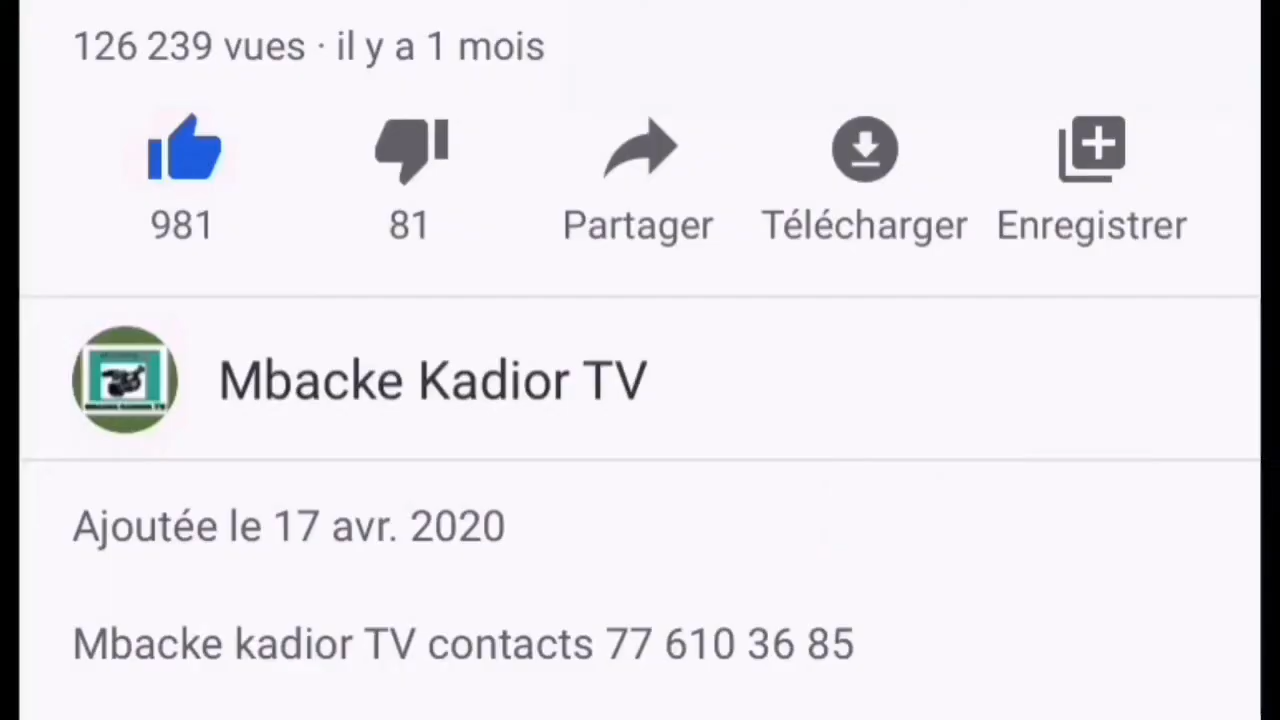 126 239 vues · il y a 1 mois
981 81 Partager Télécharger Enregistrer
Mbacke Kadior TV
Ajoutée le 17 avr. 2020
Mbacke kadior TV contacts 77 610 36 85